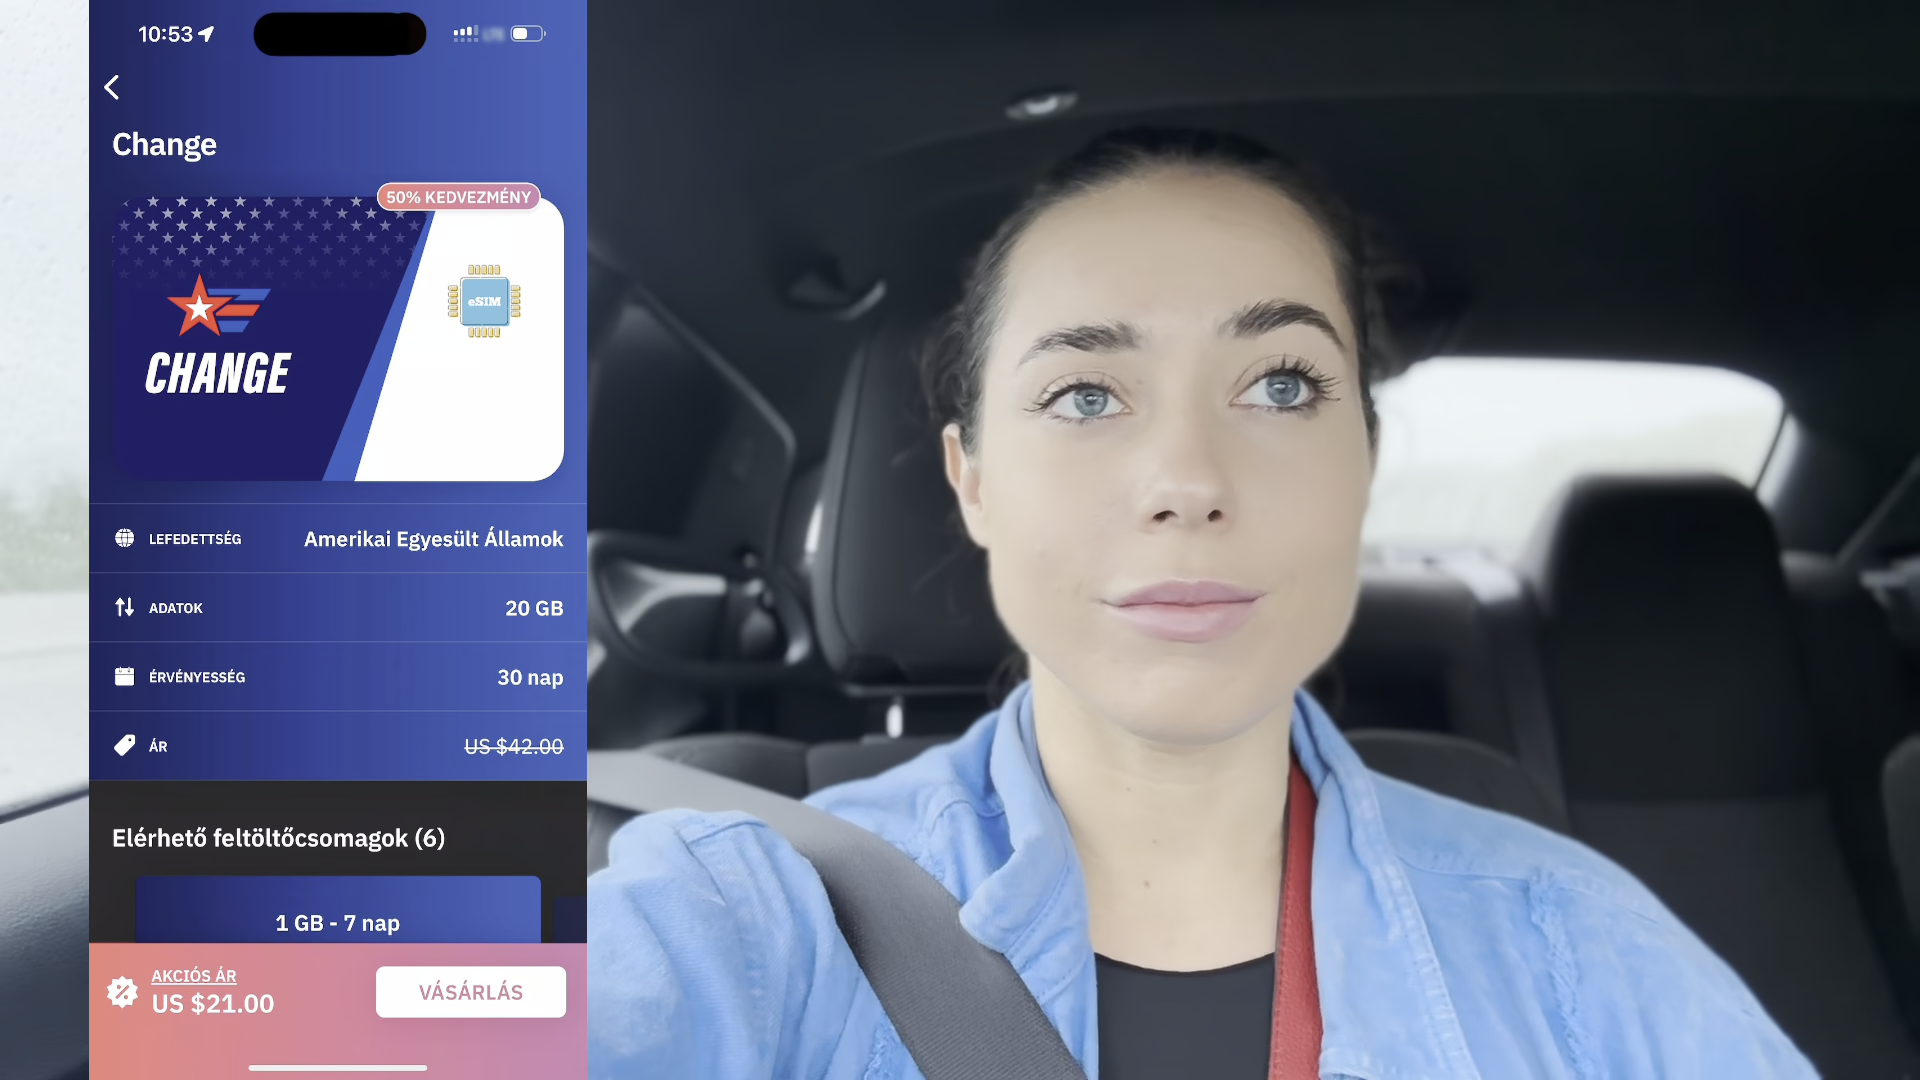 10:53
Change
50% KEDVEZMÉNY
eSIM
CHANGE
LEFEDETTSÉG Amerikai Egyesült Államok
ADATOK 20 GB
ÉRVÉNYESSÉG 30 nap
ÁR US $42.00
Elérhető feltöltőcsomagok (6)
1 GB - 7 nap
AKCIÓS ÁR
US $21.00
VÁSÁRLÁS